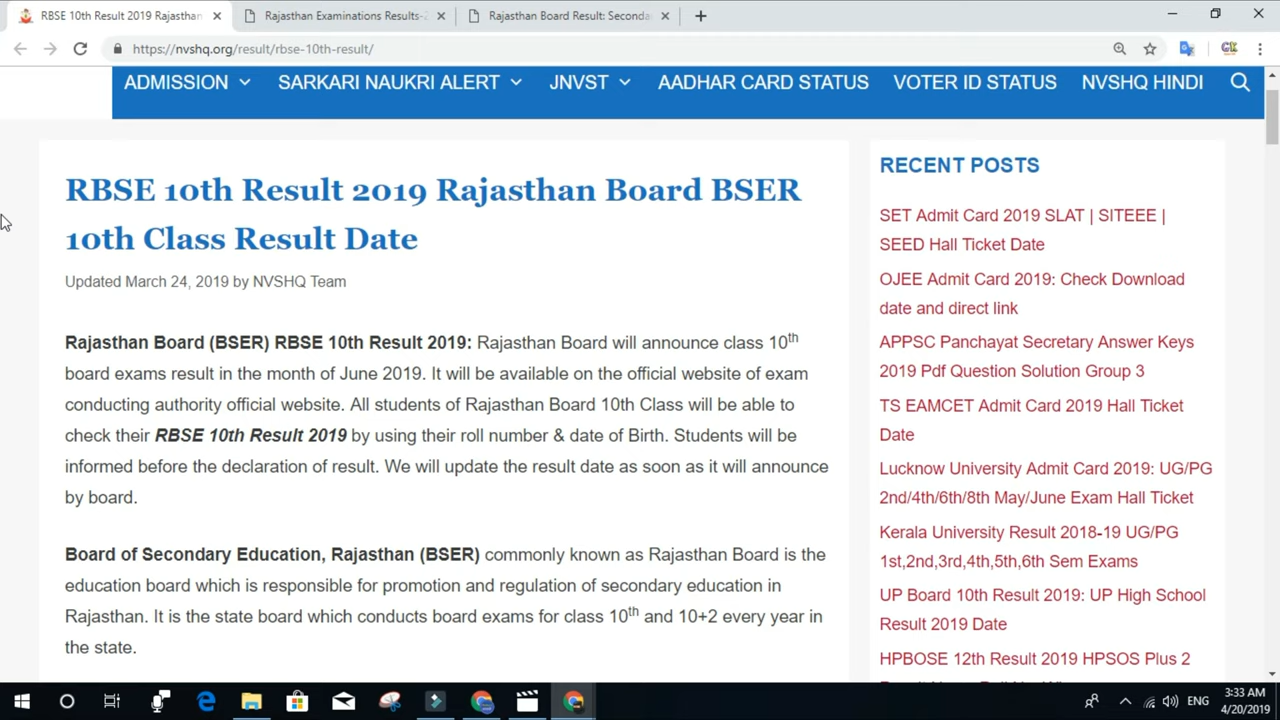 RBSE 10th Result 2019 Rajasthan
Rajasthan Examinations Results-2
Rajasthan Board Result: Seconda
https://nvshq.org/result/rbse-10th-result/
ADMISSION
SARKARI NAUKRI ALERT
JNVST
AADHAR CARD STATUS
VOTER ID STATUS
NVSHQ HINDI
RBSE 10th Result 2019 Rajasthan Board BSER
10th Class Result Date
Updated March 24, 2019 by NVSHQ Team
Rajasthan Board (BSER) RBSE 10th Result 2019: Rajasthan Board will announce class 10th
board exams result in the month of June 2019. It will be available on the official website of exam
conducting authority official website. All students of Rajasthan Board 10th Class will be able to
check their RBSE 10th Result 2019 by using their roll number & date of Birth. Students will be
informed before the declaration of result. We will update the result date as soon as it will announce
by board.
Board of Secondary Education, Rajasthan (BSER) commonly known as Rajasthan Board is the
education board which is responsible for promotion and regulation of secondary education in
Rajasthan. It is the state board which conducts board exams for class 10th and 10+2 every year in
the state.
RECENT POSTS
SET Admit Card 2019 SLAT | SITEEE |
SEED Hall Ticket Date
OJEE Admit Card 2019: Check Download
date and direct link
APPSC Panchayat Secretary Answer Keys
2019 Pdf Question Solution Group 3
TS EAMCET Admit Card 2019 Hall Ticket
Date
Lucknow University Admit Card 2019: UG/PG
2nd/4th/6th/8th May/June Exam Hall Ticket
Kerala University Result 2018-19 UG/PG
1st,2nd,3rd,4th,5th,6th Sem Exams
UP Board 10th Result 2019: UP High School
Result 2019 Date
HPBOSE 12th Result 2019 HPSOS Plus 2
ENG
3:33 AM
4/20/2019